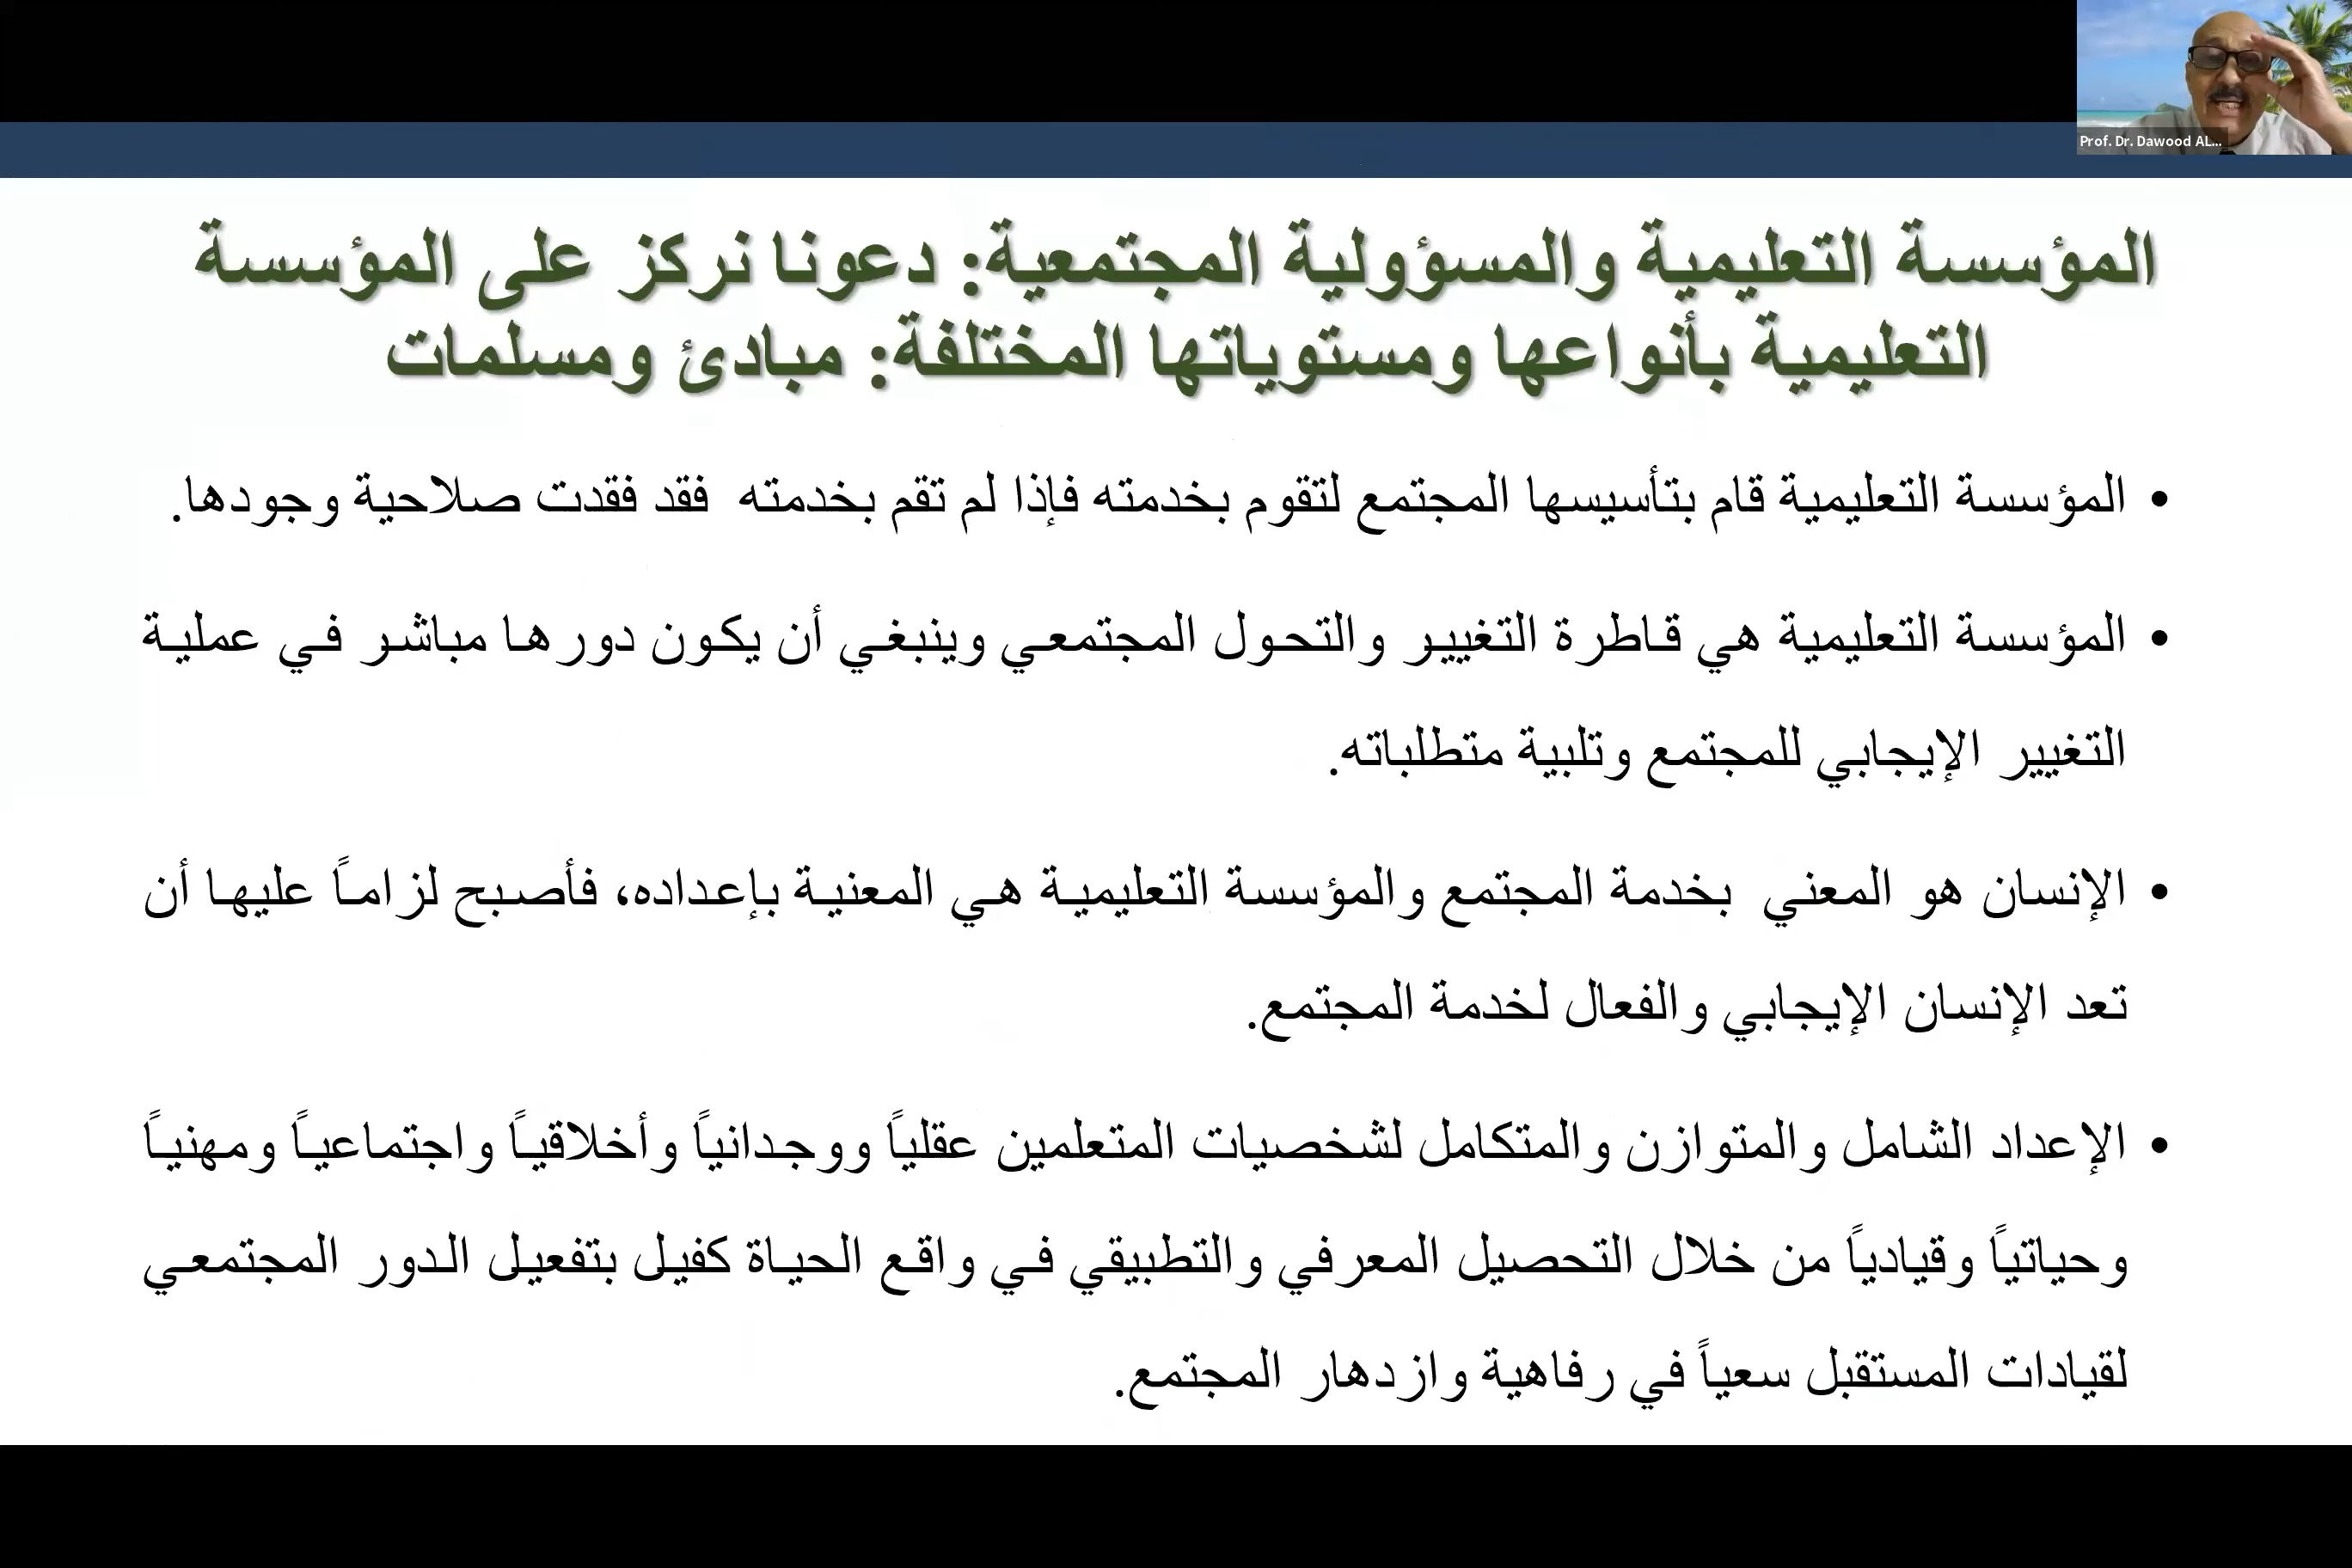 Prof. Dr. Dawood AL...
المؤسسة التعليمية والمسؤولية المجتمعية: دعونا نركز على المؤسسة
التعليمية بأنواعها ومستوياتها المختلفة: مبادئ ومسلمات
• المؤسسة التعليمية قام بتأسيسها المجتمع لتقوم بخدمته فإذا لم تقم بخدمته فقد فقدت صلاحية وجودها.
• المؤسسة التعليمية هي قاطرة التغيير والتحول المجتمعي وينبغي أن يكون دورها مباشر في عملية
التغيير الإيجابي للمجتمع وتلبية متطلباته.
• الإنسان هو المعني بخدمة المجتمع والمؤسسة التعليمية هي المعنية بإعداده، فأصبح لزاماً عليها أن
تعد الإنسان الإيجابي والفعال لخدمة المجتمع.
• الإعداد الشامل والمتوازن والمتكامل لشخصيات المتعلمين عقلياً ووجدانياً وأخلاقياً واجتماعياً ومهنياً
وحياتياً وقيادياً من خلال التحصيل المعرفي والتطبيقي في واقع الحياة كفيل بتفعيل الدور المجتمعي
لقيادات المستقبل سعياً في رفاهية وازدهار المجتمع.